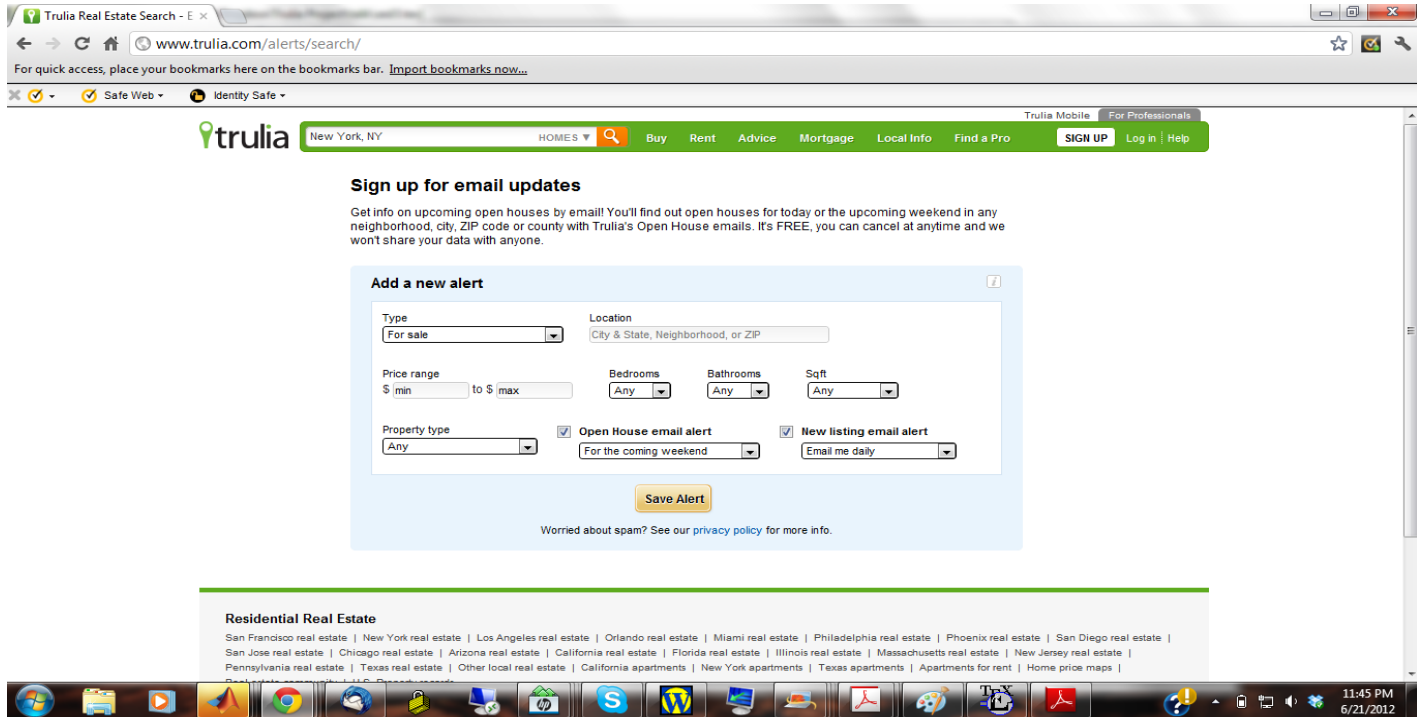 Trulia Real Estate Search - E
www.trulia.com/alerts/search/
For quick access, place your bookmarks here on the bookmarks bar. Import bookmarks now...
Safe Web
Identity Safe
Trulia Mobile
For Professionals
trulia
New York, NY
HOMES
Buy Rent Advice Mortgage Local Info Find a Pro
SIGN UP
Log in
Help
Sign up for email updates
Get info on upcoming open houses by email! You'll find out open houses for today or the upcoming weekend in any
neighborhood, city, ZIP code or county with Trulia's Open House emails. It's FREE, you can cancel at anytime and we
won't share your data with anyone.
Add a new alert
i
Type
For sale
Location
City & State, Neighborhood, or ZIP
Price range
$ min to $ max
Bedrooms
Any
Bathrooms
Any
Sqft
Any
Property type
Any
Open House email alert
For the coming weekend
New listing email alert
Email me daily
Save Alert
Worried about spam? See our privacy policy for more info.
Residential Real Estate
San Francisco real estate | New York real estate | Los Angeles real estate | Orlando real estate | Miami real estate | Philadelphia real estate | Phoenix real estate | San Diego real estate |
San Jose real estate | Chicago real estate | Arizona real estate | California real estate | Florida real estate | Illinois real estate | Massachusetts real estate | New Jersey real estate |
Pennsylvania real estate | Texas real estate | Other local real estate | California apartments | New York apartments | Texas apartments | Apartments for rent | Home price maps |
Real estate community | U.S. Property records
hp
S
W
TEX
11:45 PM
6/21/2012